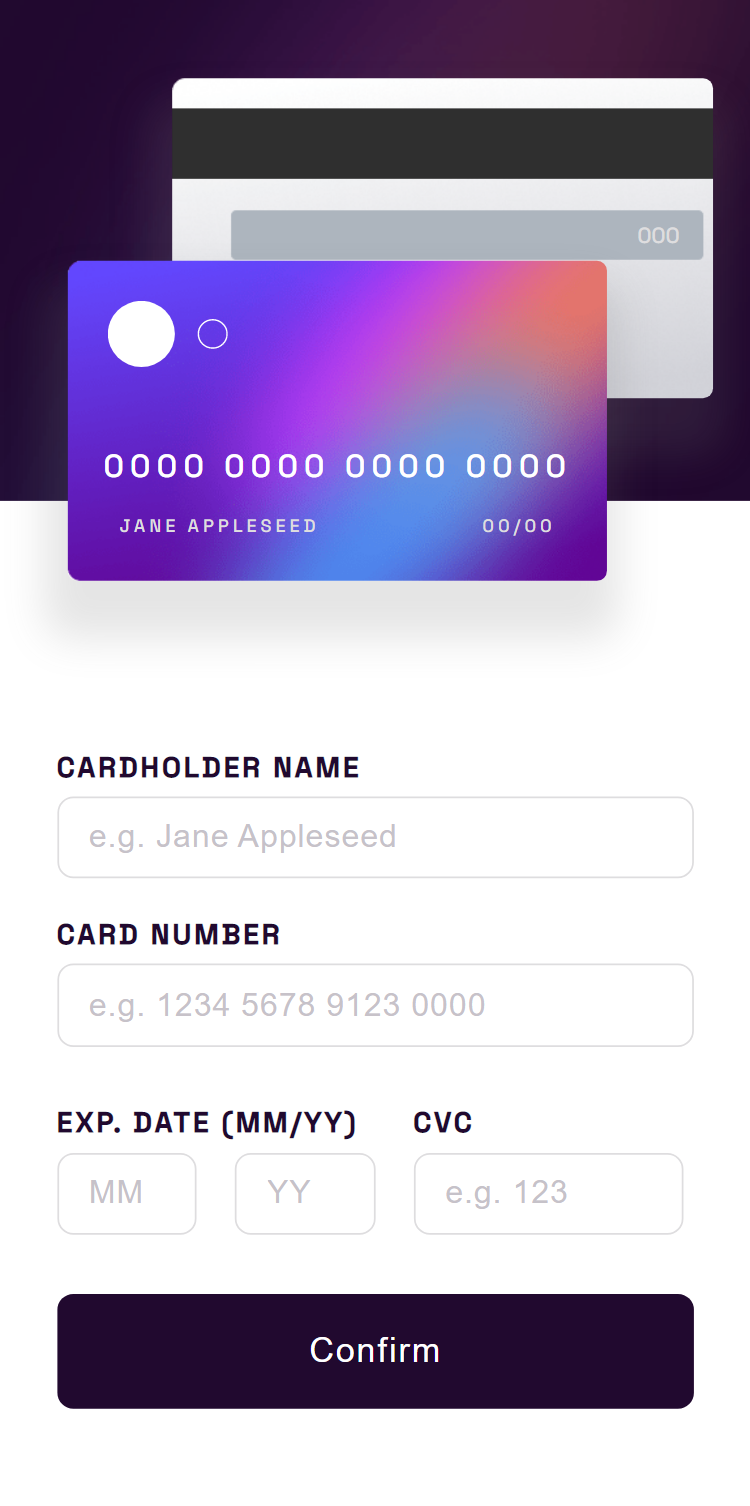 000
0000 0000 0000 0000
JANE APPLESEED 00/00
CARDHOLDER NAME
e.g. Jane Appleseed
CARD NUMBER
e.g. 1234 5678 9123 0000
EXP. DATE (MM/YY) CVC
MM YY e.g. 123
Confirm